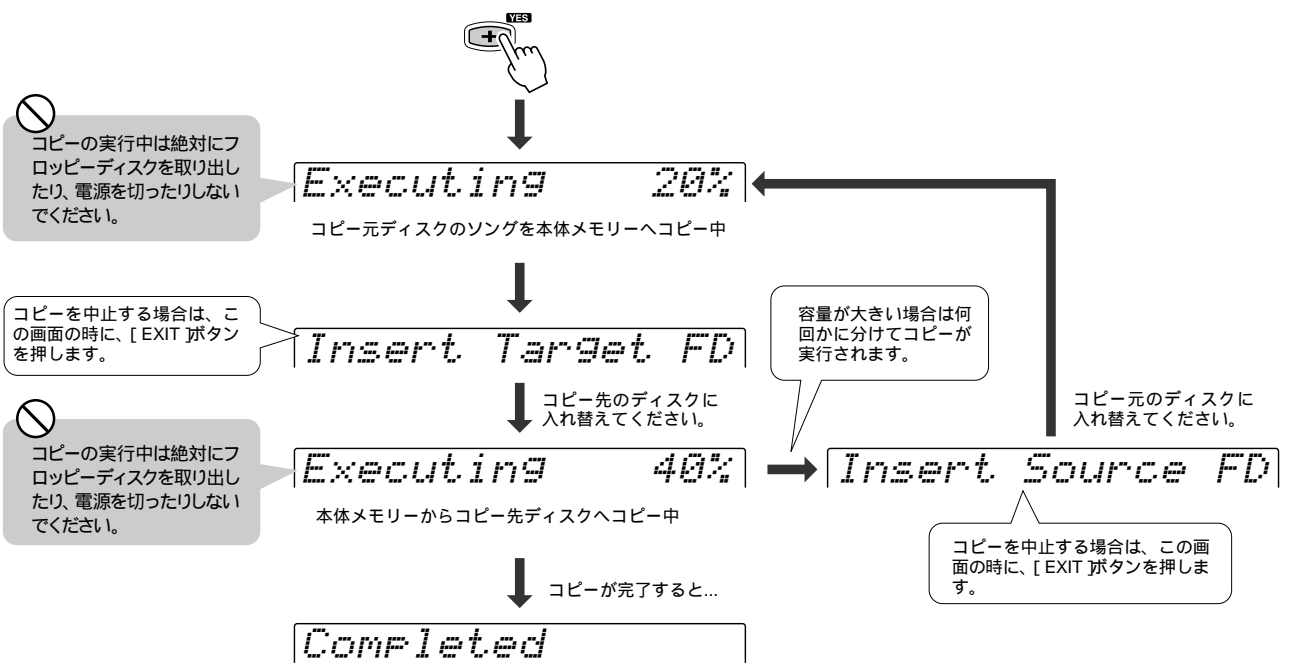 YES
+
コピーの実行中は絶対にフ
ロッピーディスクを取り出し
たり、電源を切ったりしない
でください。
Executing 20%
コピー元ディスクのソングを本体メモリーへコピー中
コピーを中止する場合は、こ
の画面の時に、[ EXIT ]ボタン
を押します。
Insert Target FD
容量が大きい場合は何
回かに分けてコピーが
実行されます。
コピー先のディスクに
入れ替えてください。
コピー元のディスクに
入れ替えてください。
コピーの実行中は絶対にフ
ロッピーディスクを取り出し
たり、電源を切ったりしない
でください。
Executing 40%
Insert Source FD
本体メモリーからコピー先ディスクへコピー中
コピーを中止する場合は、この画
面の時に、[ EXIT ]ボタンを押しま
す。
コピーが完了すると...
Completed